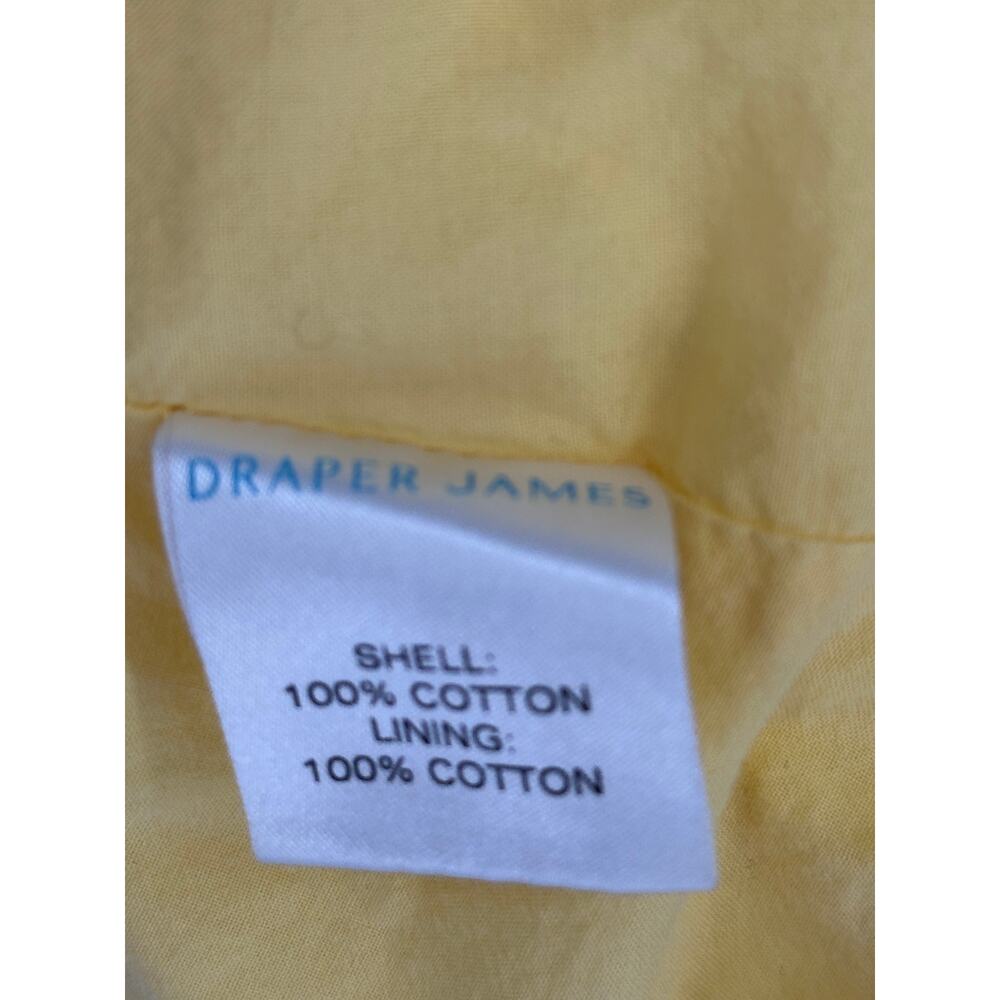 DRAPER JAMES
SHELL:
100% COTTON
LINING:
100% COTTON